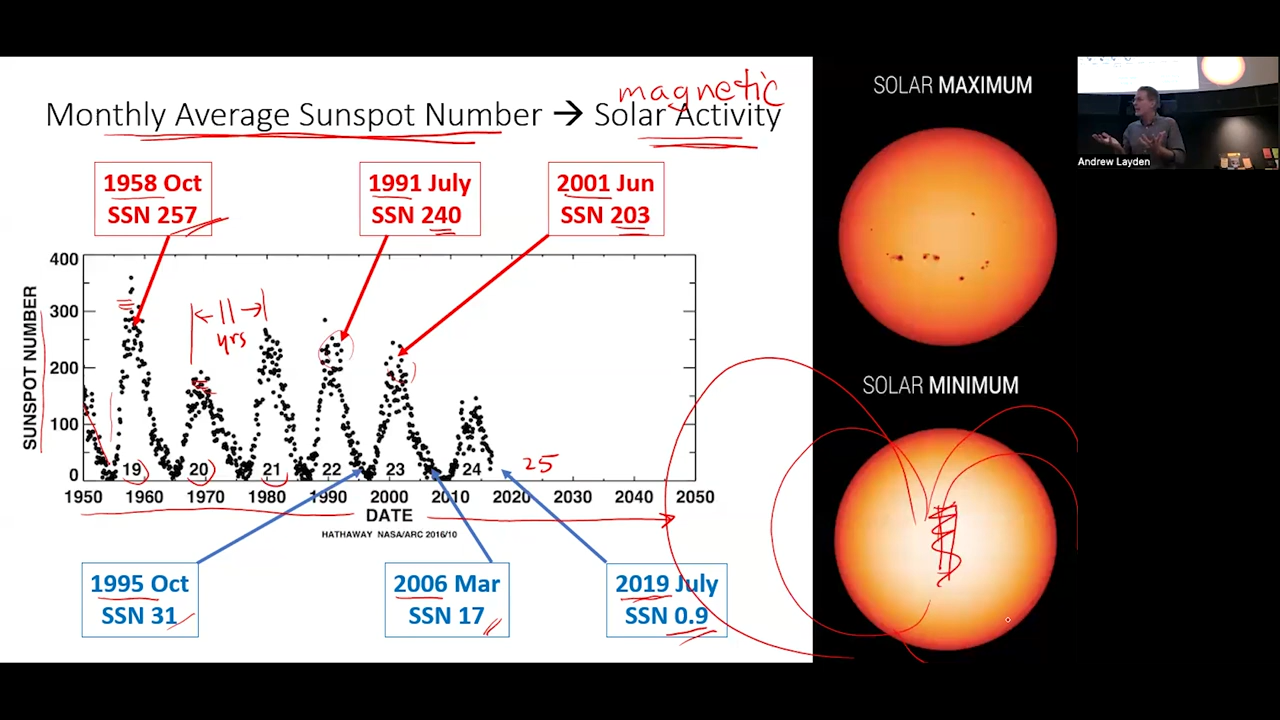 magnetic
Monthly Average Sunspot Number → Solar Activity
1958 Oct
SSN 257
1991 July
SSN 240
2001 Jun
SSN 203
SUNSPOT NUMBER
400
300
200
100
0
← 11 →
yrs
19
20
21
22
23
24
25
1950
1960
1970
1980
1990
2000
2010
2020
2030
2040
2050
DATE
HATHAWAY NASA/ARC 2016/10
1995 Oct
SSN 31
2006 Mar
SSN 17
2019 July
SSN 0.9
SOLAR MAXIMUM
SOLAR MINIMUM
Andrew Layden